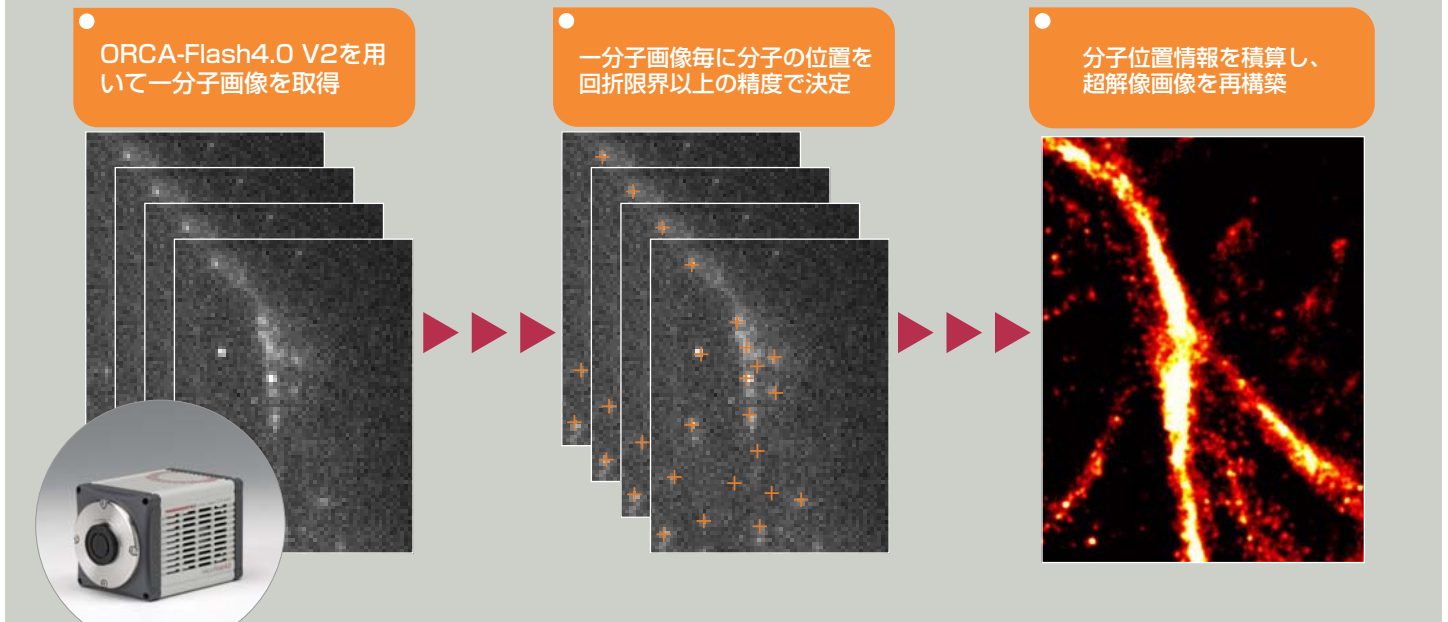 ORCA-Flash4.0 V2を用
いて一分子画像を取得
一分子画像毎に分子の位置を
回折限界以上の精度で決定
分子位置情報を積算し、
超解像画像を再構築